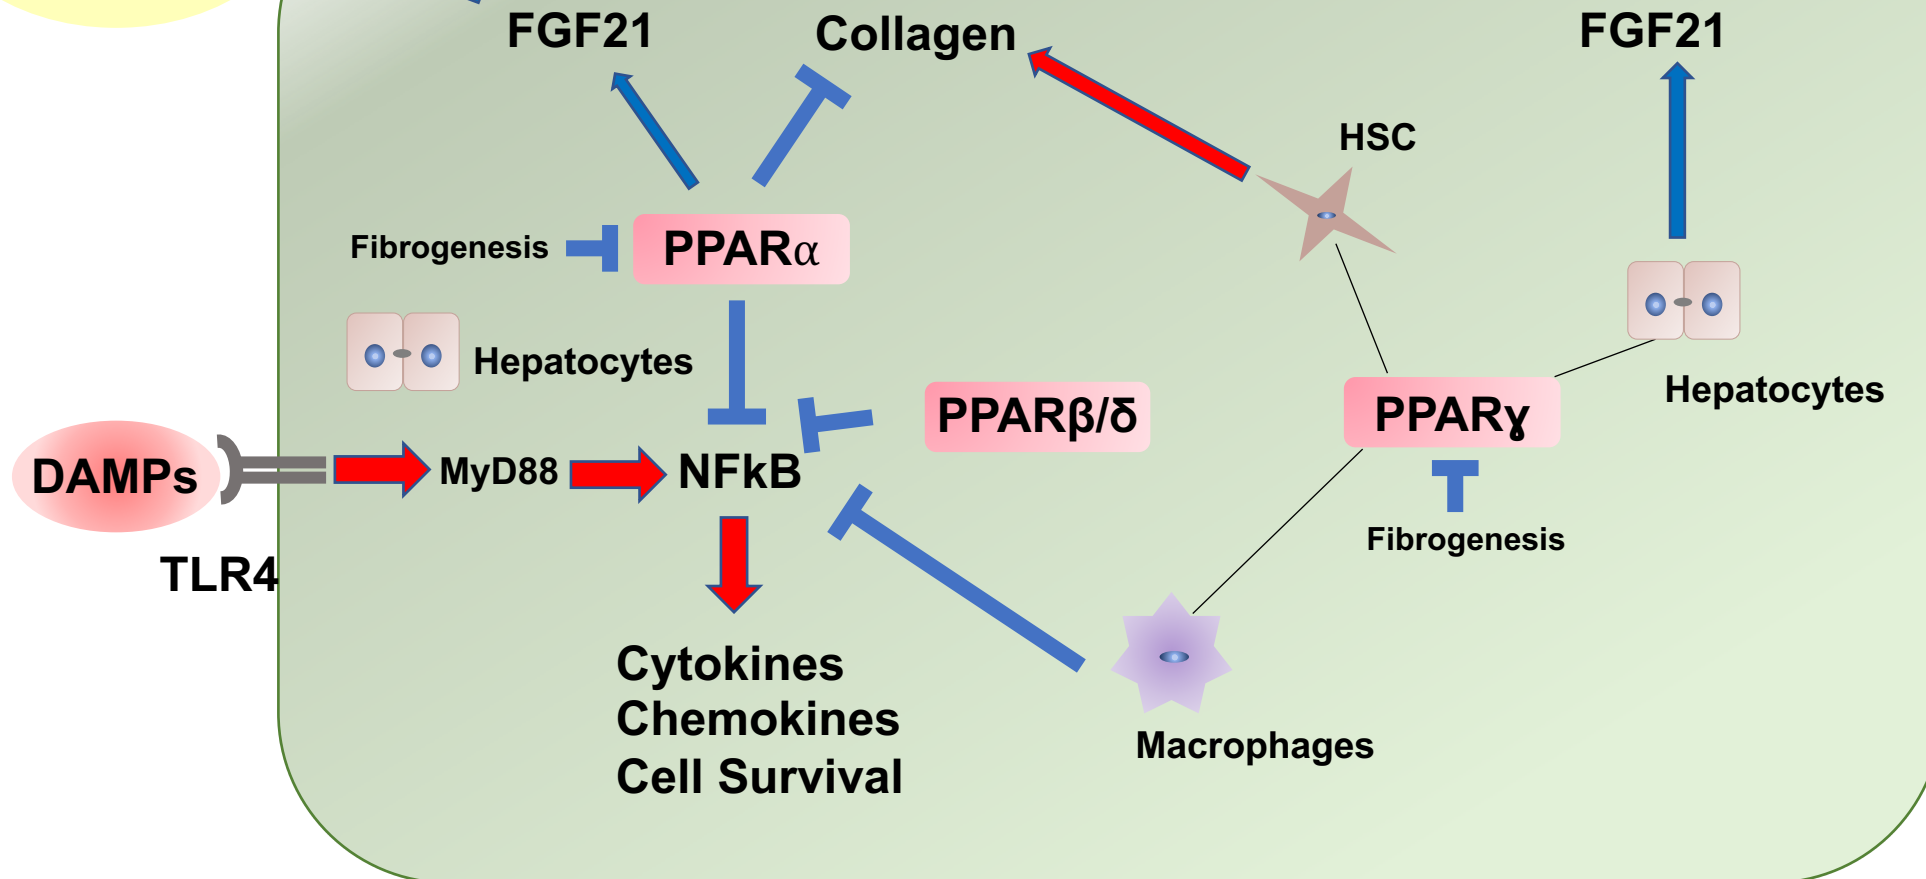 FGF21
Collagen
FGF21
HSC
Fibrogenesis
PPARα
Hepatocytes
PPARβ/δ
PPARɣ
Hepatocytes
DAMPs
MyD88
NFkB
Fibrogenesis
TLR4
Cytokines
Chemokines
Cell Survival
Macrophages